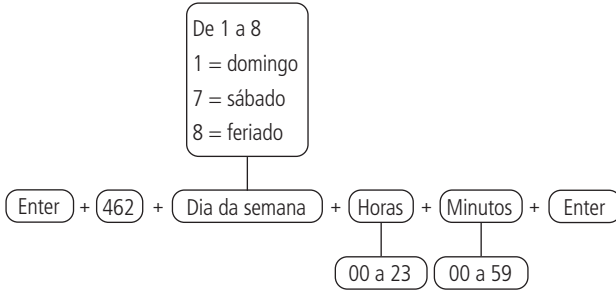 De 1 a 8
1 = domingo
7 = sábado
8 = feriado
Enter + 462 + Dia da semana + Horas + Minutos + Enter
00 a 23 00 a 59